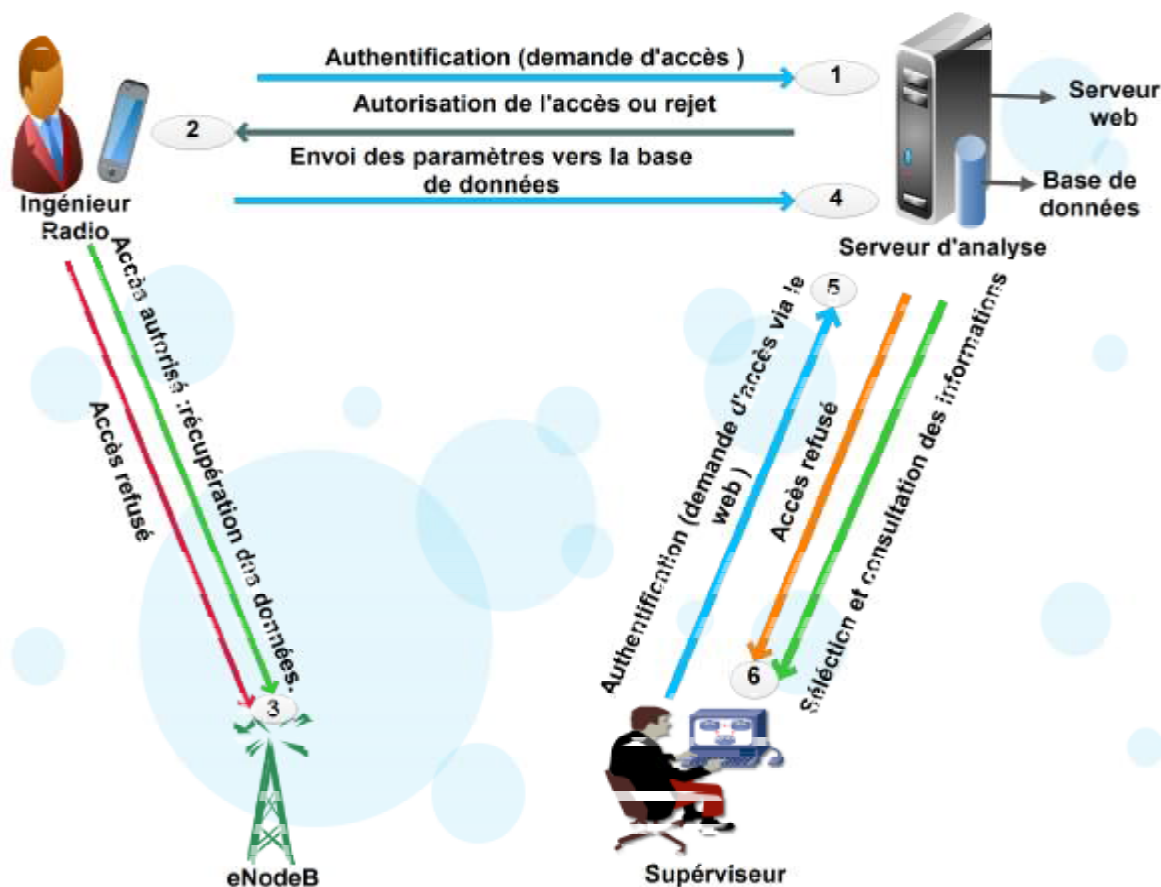 Authentification (demande d'accès )
1
Autorisation de l'accès ou rejet
2
Envoi des paramètres vers la base
de données
4
Serveur
web
Base de
données
Ingénieur
Radio
Serveur d'analyse
Accès autorisé :récupération des données.
Accès refusé
3
eNodeB
5
Authentification (demande d'accès via le
web )
Accès refusé
Séléction et consultation des informations
6
Supérviseur